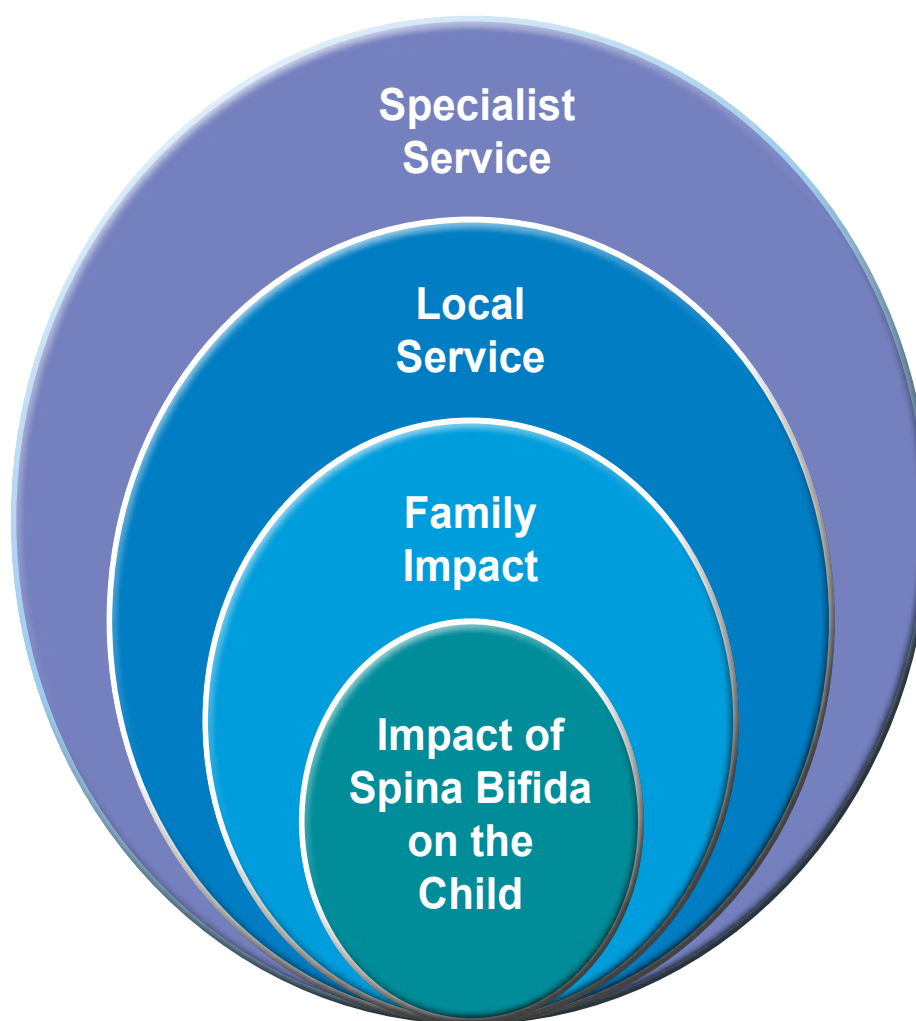 Specialist
Service
Local
Service
Family
Impact
Impact of
Spina Bifida
on the
Child